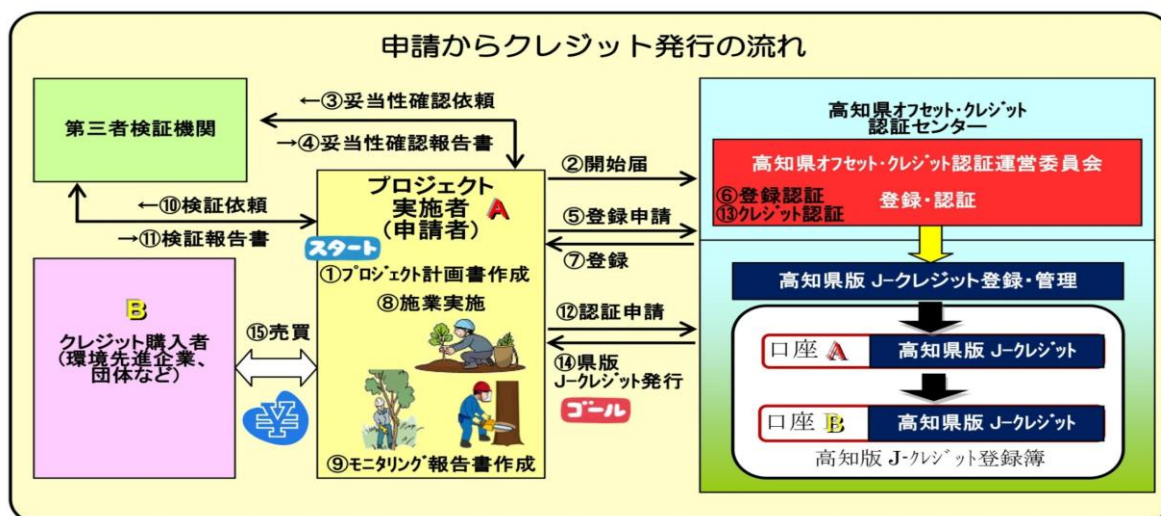 申請からクレジット発行の流れ
第三者検証機関
←③妥当性確認依頼
→④妥当性確認報告書
←⑩検証依頼
→⑪検証報告書
プロジェクト
実施者 A
(申請者)
スタート
①プロジェクト計画書作成
⑧施業実施
⑨モニタリング報告書作成
B
クレジット購入者
(環境先進企業、
団体など)
⑮売買
¥
②開始届
⑤登録申請
⑦登録
⑫認証申請
⑭県版
J-クレジット発行
ゴール
高知県オフセット・クレジット
認証センター
高知県オフセット・クレジット認証運営委員会
⑥登録認証
⑬クレジット認証
登録・認証
高知県版 J-クレジット登録・管理
口座 A 高知県版 J-クレジット
口座 B 高知県版 J-クレジット
高知版 J-クレジット登録簿